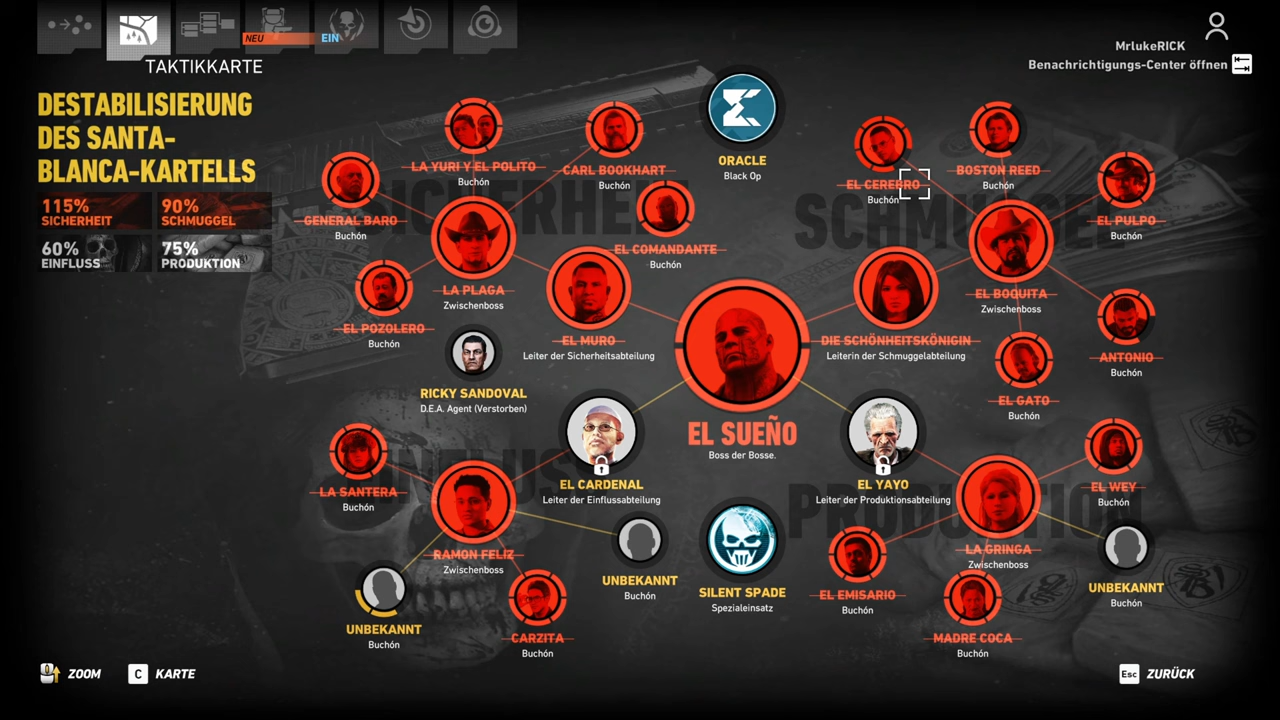 NEU
EIN
TAKTIKKARTE
MrlukeRICK
Benachrichtigungs-Center öffnen
DESTABILISIERUNG
DES SANTA-
BLANCA-KARTELLS
115%
SICHERHEIT
90%
SCHMUGGEL
60%
EINFLUSS
75%
PRODUKTION
SICHERHEIT
SCHMUGGEL
EINFLUSS
PRODUKTION
LA YURI Y EL POLITO
Buchón
CARL BOOKHART
Buchón
ORACLE
Black Op
EL CEREBRO
Buchón
BOSTON REED
Buchón
GENERAL BARO
Buchón
EL COMANDANTE
Buchón
EL PULPO
Buchón
LA PLAGA
Zwischenboss
EL BOQUITA
Zwischenboss
EL POZOLERO
Buchón
EL MURO
Leiter der Sicherheitsabteilung
DIE SCHÖNHEITSKÖNIGIN
Leiterin der Schmuggelabteilung
ANTONIO
Buchón
RICKY SANDOVAL
D.E.A. Agent (Verstorben)
EL GATO
Buchón
EL SUEÑO
Boss der Bosse.
LA SANTERA
Buchón
EL CARDENAL
Leiter der Einflussabteilung
EL YAYO
Leiter der Produktionsabteilung
EL WEY
Buchón
RAMON FELIZ
Zwischenboss
LA GRINGA
Zwischenboss
UNBEKANNT
Buchón
SILENT SPADE
Spezialeinsatz
EL EMISARIO
Buchón
UNBEKANNT
Buchón
UNBEKANNT
Buchón
CARZITA
Buchón
MADRE COCA
Buchón
ZOOM
C KARTE
Esc ZURÜCK